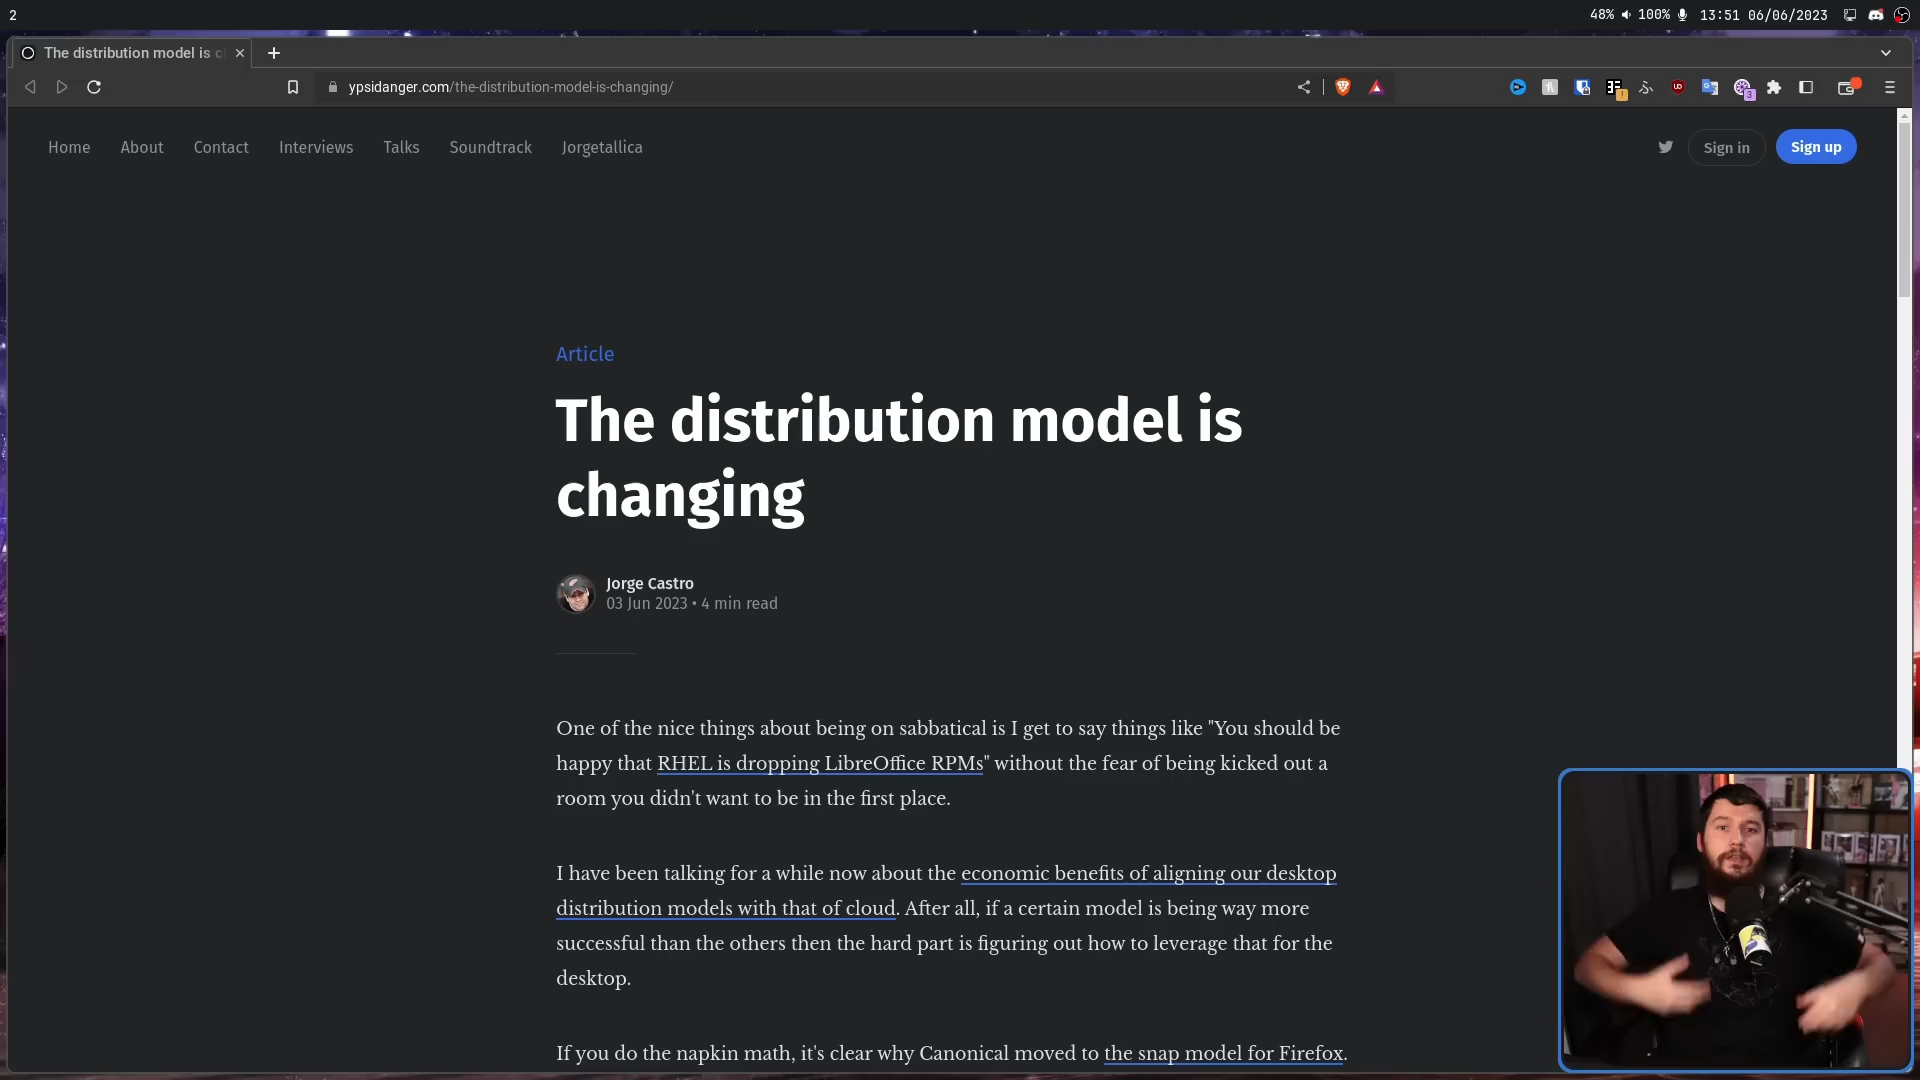 2
48% 100% 13:51 06/06/2023
The distribution model is c
ypsidanger.com/the-distribution-model-is-changing/
Home About Contact Interviews Talks Soundtrack Jorgetallica
Sign in Sign up
Article
The distribution model is
changing
Jorge Castro
03 Jun 2023 • 4 min read
One of the nice things about being on sabbatical is I get to say things like "You should be
happy that RHEL is dropping LibreOffice RPMs" without the fear of being kicked out a
room you didn't want to be in the first place.
I have been talking for a while now about the economic benefits of aligning our desktop
distribution models with that of cloud. After all, if a certain model is being way more
successful than the others then the hard part is figuring out how to leverage that for the
desktop.
If you do the napkin math, it's clear why Canonical moved to the snap model for Firefox.